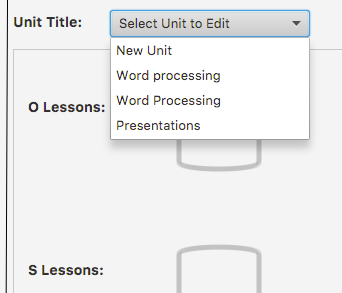 Unit Title: Select Unit to Edit
New Unit
Word processing
O Lessons: Word Processing
Presentations
S Lessons: